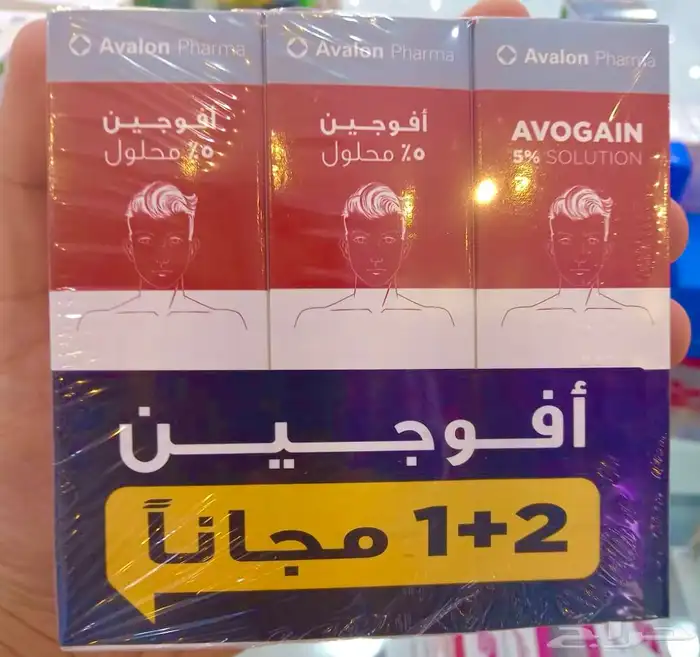 Avalon Pharma
أفوجين
٥٪ محلول
Avalon Pharma
أفوجين
٥٪ محلول
Avalon Pharma
AVOGAIN
5% SOLUTION
أفوجين
2+1 مجاناً
حراج